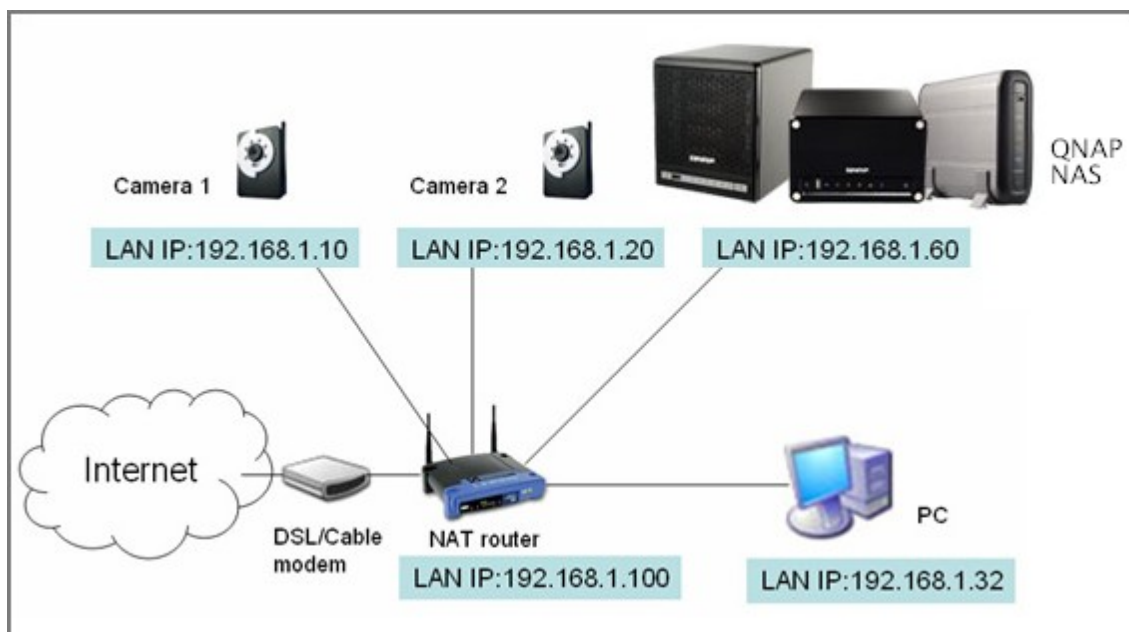 Camera 1
Camera 2
QNAP
NAS
LAN IP:192.168.1.10
LAN IP:192.168.1.20
LAN IP:192.168.1.60
Internet
DSL/Cable
modem
NAT router
LAN IP:192.168.1.100
PC
LAN IP:192.168.1.32